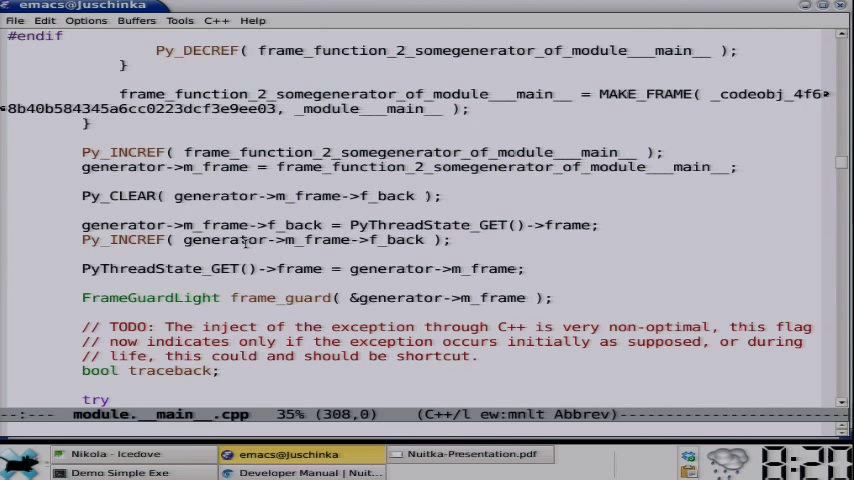 emacs@Juschinka
File Edit Options Buffers Tools C++ Help
#endif
Py_DECREF( frame_function_2_somegenerator_of_module___main__ );
}
frame_function_2_somegenerator_of_module___main__ = MAKE_FRAME( _codeobj_4f6
8b40b584345a6cc0223dcf3e9ee03, _module___main__ );
}
Py_INCREF( frame_function_2_somegenerator_of_module___main__ );
generator->m_frame = frame_function_2_somegenerator_of_module___main__;
Py_CLEAR( generator->m_frame->f_back );
generator->m_frame->f_back = PyThreadState_GET()->frame;
Py_INCREF( generator->m_frame->f_back );
PyThreadState_GET()->frame = generator->m_frame;
FrameGuardLight frame_guard( &generator->m_frame );
// TODO: The inject of the exception through C++ is very non-optimal, this flag
// now indicates only if the exception occurs initially as supposed, or during
// life, this could and should be shortcut.
bool traceback;
try
--:--- module.__main__.cpp 35% (308,0) (C++/l ew:mnlt Abbrev)
Nikola - Icedove emacs@Juschinka Nuitka-Presentation.pdf 8:20
Demo Simple Exe Developer Manual | Nuit...